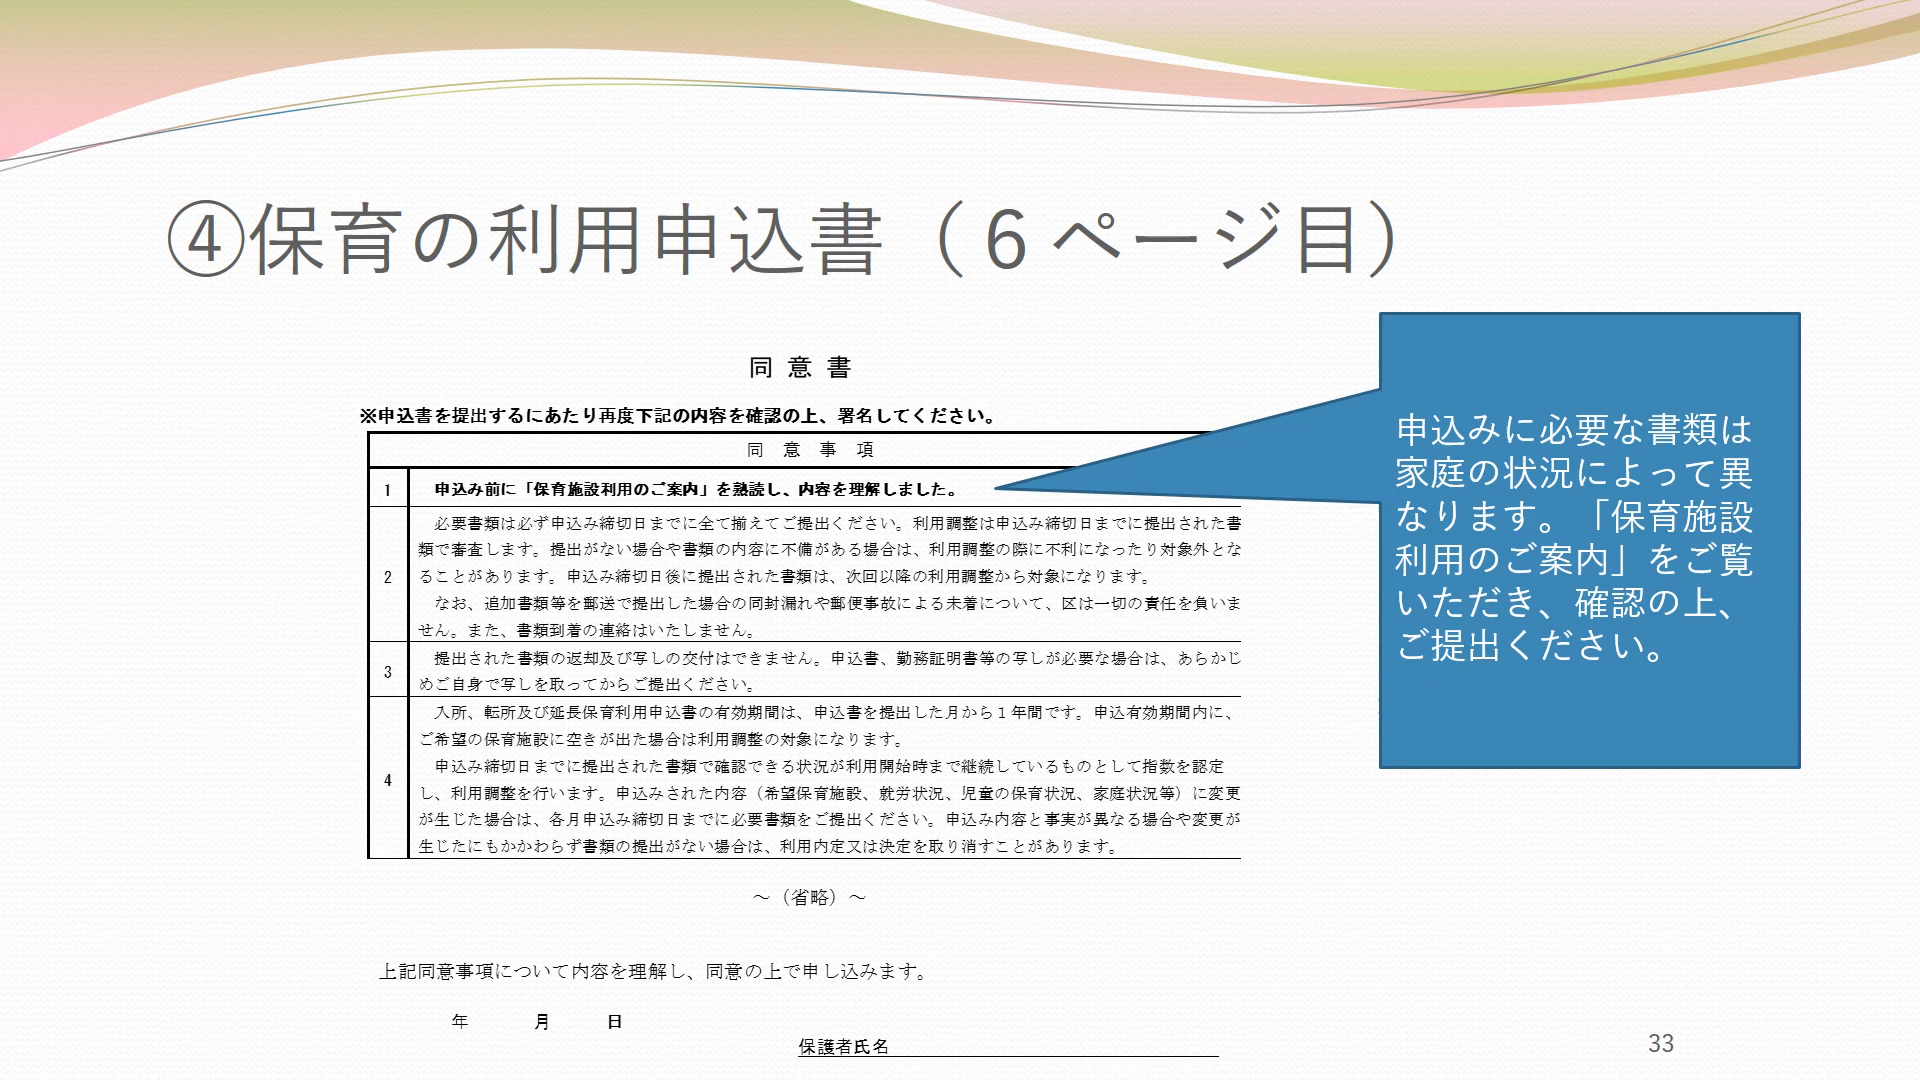 ④保育の利用申込書（６ページ目）
同 意 書
※申込書を提出するにあたり再度下記の内容を確認の上、署名してください。
同 意 事 項
1 申込み前に「保育施設利用のご案内」を熟読し、内容を理解しました。
2
必要書類は必ず申込み締切日までに全て揃えてご提出ください。利用調整は申込み締切日までに提出された書
類で審査します。提出がない場合や書類の内容に不備がある場合は、利用調整の際に不利になったり対象外とな
ることがあります。申込み締切日後に提出された書類は、次回以降の利用調整から対象になります。
なお、追加書類等を郵送で提出した場合の同封漏れや郵便事故による未着について、区は一切の責任を負いま
せん。また、書類到着の連絡はいたしません。
3
提出された書類の返却及び写しの交付はできません。申込書、勤務証明書等の写しが必要な場合は、あらかじ
めご自身で写しを取ってからご提出ください。
4
入所、転所及び延長保育利用申込書の有効期間は、申込書を提出した月から１年間です。申込有効期間内に、
ご希望の保育施設に空きが出た場合は利用調整の対象になります。
申込み締切日までに提出された書類で確認できる状況が利用開始時まで継続しているものとして指数を認定
し、利用調整を行います。申込みされた内容（希望保育施設、就労状況、児童の保育状況、家庭状況等）に変更
が生じた場合は、各月申込み締切日までに必要書類をご提出ください。申込み内容と事実が異なる場合や変更が
生じたにもかかわらず書類の提出がない場合は、利用内定又は決定を取り消すことがあります。
～（省略）～
上記同意事項について内容を理解し、同意の上で申し込みます。
年 月 日
保護者氏名
申込みに必要な書類は
家庭の状況によって異
なります。「保育施設
利用のご案内」をご覧
いただき、確認の上、
ご提出ください。
33